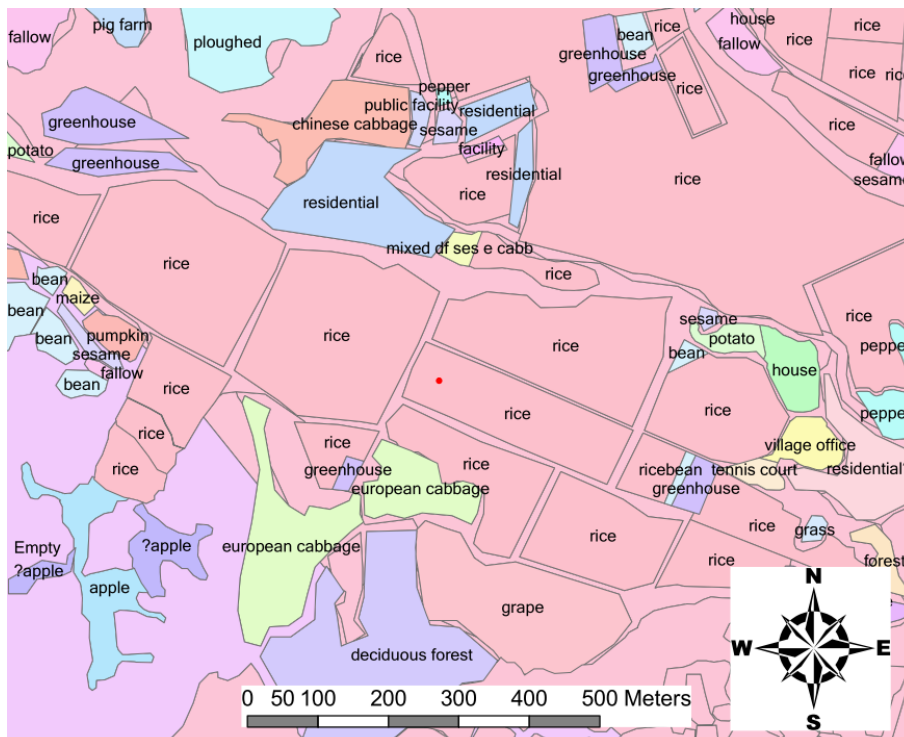 pig farm
fallow
ploughed
rice
bean
greenhouse
greenhouse
rice
house
fallow
rice
rice
rice
rice
fallow
sesame
greenhouse
potato
greenhouse
pepper
public facility
chinese cabbage
sesame
residential
facility
residential
rice
residential
rice
rice
rice
mixed df ses e cabb
rice
bean
maize
bean
bean
pumpkin
sesame
fallow
bean
rice
rice
rice
rice
rice
rice
sesame
potato
bean
house
rice
pepper
peppe
rice
village office
tennis court
residential?
rice
greenhouse
european cabbage
rice
ricebean
greenhouse
european cabbage
rice
rice
rice
grass
forest
Empty
?apple
?apple
apple
grape
deciduous forest
0 50 100 200 300 400 500 Meters
N
W E
S